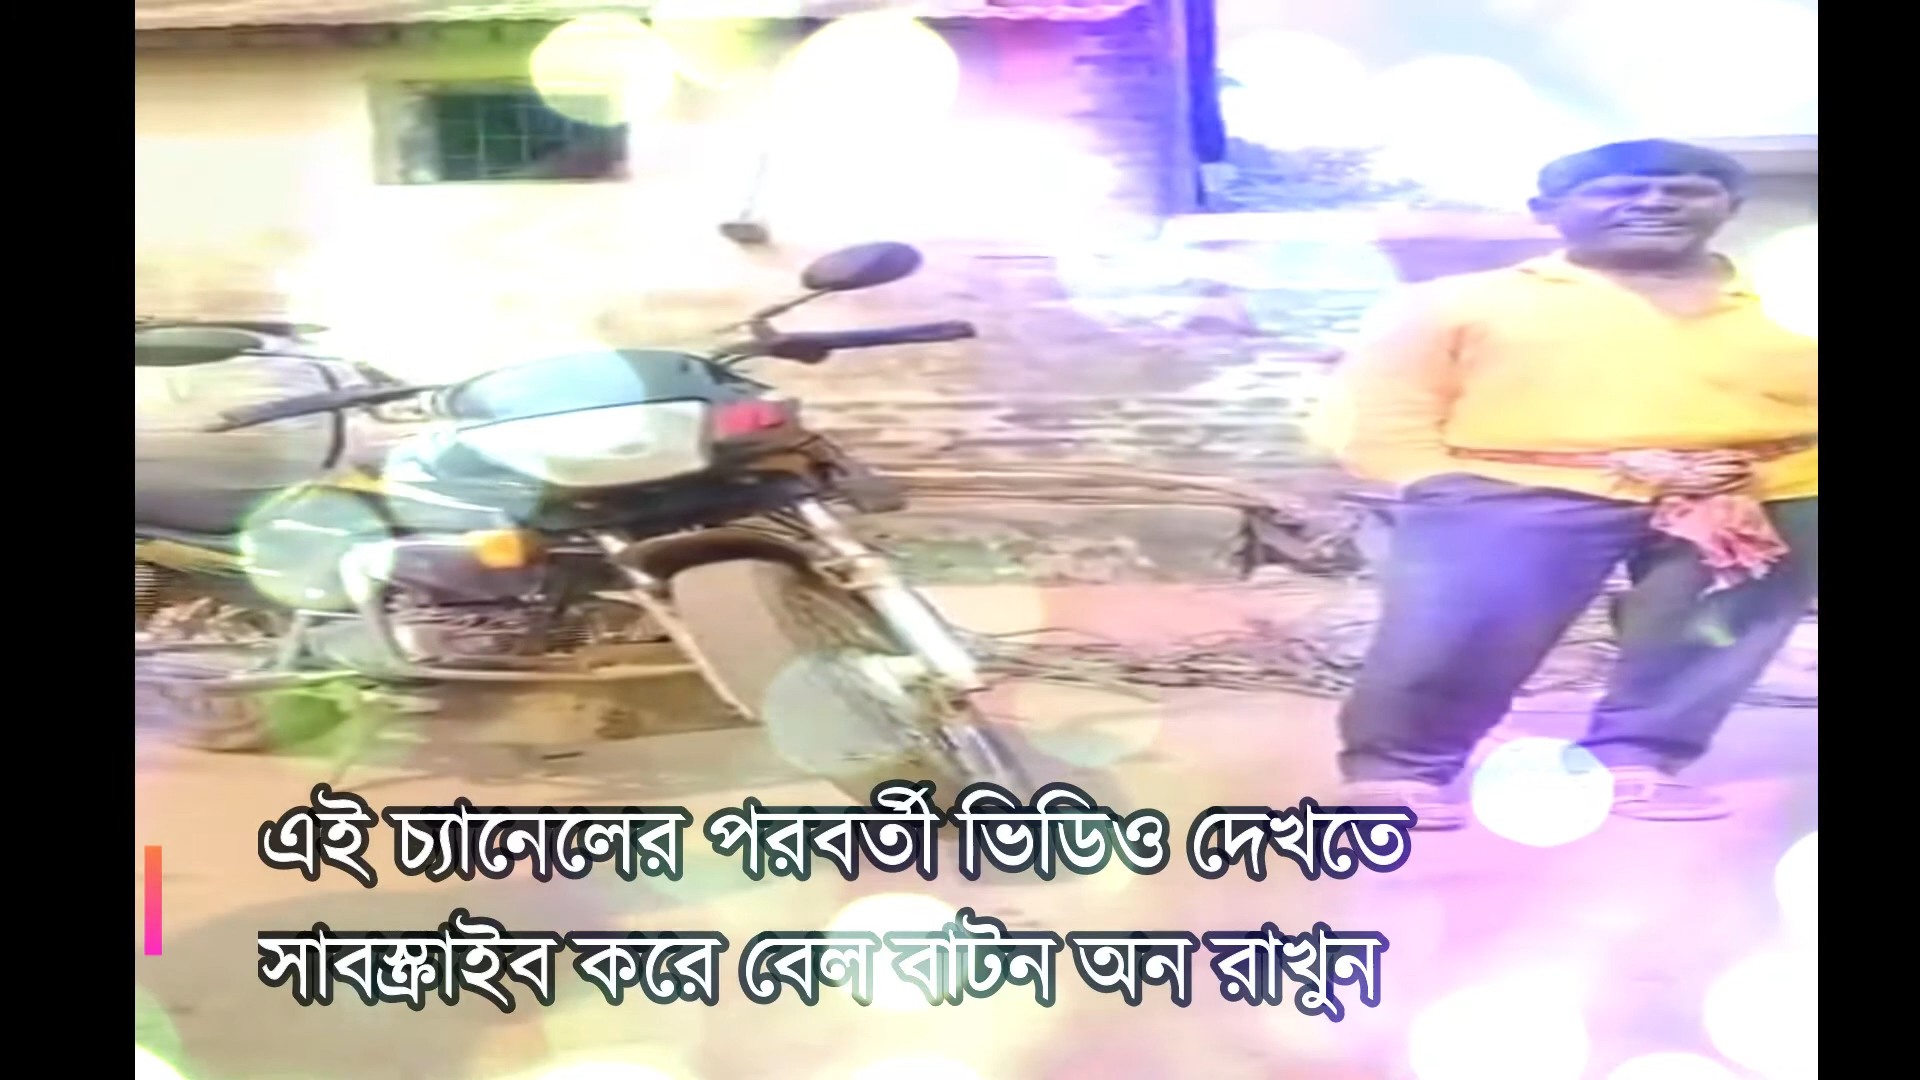 এই চ্যানেলের পরবর্তী ভিডিও দেখতে
সাবস্ক্রাইব করে বেল বাটন অন রাখুন